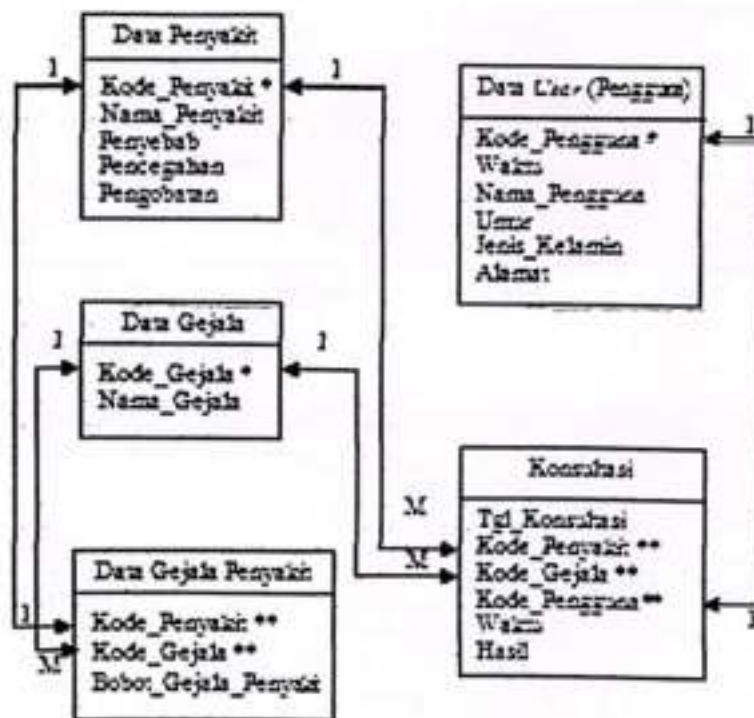 Data Penyakit
Kode_Penyakit *
Nama_Penyakit
Penyebab
Pencegahan
Pengobatan
1
1
Data User (Pengguna)
Kode_Pengguna *
Waktu
Nama_Pengguna
Umur
Jenis_Kelamin
Alamat
1
Data Gejala
Kode_Gejala *
Nama_Gejala
1
1
Data Gejala Penyakit
Kode_Penyakit **
Kode_Gejala **
Bobot_Gejala_Penyakit
1
M
Konsultasi
Tgl_Konsultasi
Kode_Penyakit **
Kode_Gejala **
Kode_Pengguna **
Waktu
Hasil
M
M
1